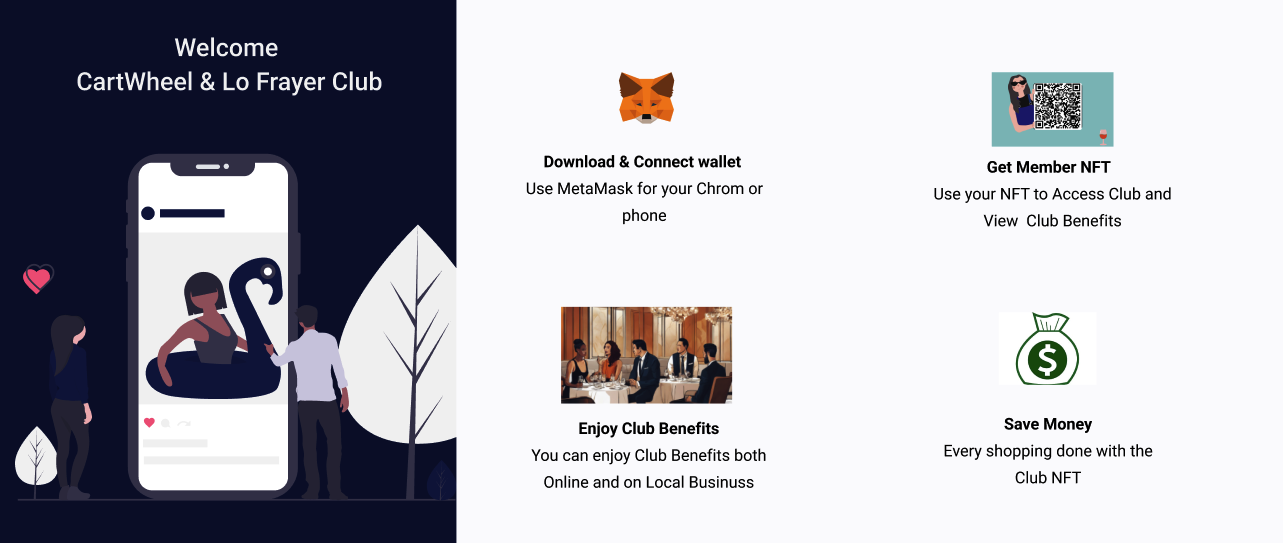 Welcome
CartWheel & Lo Frayer Club
Download & Connect wallet
Use MetaMask for your Chrom or
phone
Get Member NFT
Use your NFT to Access Club and
View Club Benefits
Enjoy Club Benefits
You can enjoy Club Benefits both
Online and on Local Businuss
$
Save Money
Every shopping done with the
Club NFT